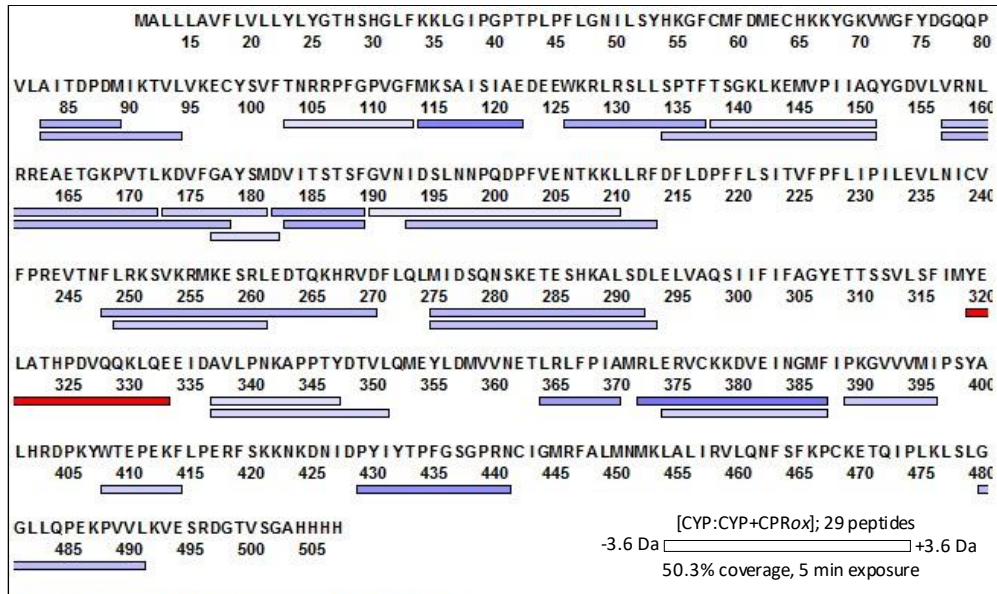 MALLLAVFLVLLYLYGTHSHGLFKKLGIPGPTPLPFLGNILSYHKGFCMFDMECHKKYGKVWGFYDGQQP
15 20 25 30 35 40 45 50 55 60 65 70 75 80
VLAITDPDMIKTVLVKECYSVFTNRRPFGPVGFMKSAISIAEDEEWKRLRSLLSPTFTSGKLKEMVPIIAQYGDVLVRNL
85 90 95 100 105 110 115 120 125 130 135 140 145 150 155 160
RREAETGKPVTLKDVFGAYSMDVITSTSFGVNIDSLNNPQDPFVENTKKLLRFDFLDPFFLSITVFPFLIPILEVLNICV
165 170 175 180 185 190 195 200 205 210 215 220 225 230 235 240
FPREVTNFLRKSVKRMKESRLEDTQKHRVDFLQLMIDSQNSKETESHKALSDLELVAQSIIFIFAGYETTSSVLSFIMYE
245 250 255 260 265 270 275 280 285 290 295 300 305 310 315 320
LATHPDVQQKLQEEIDAVLPNKAPPTYDTVLQMEYLDMVVNETLRLFPIAMRLERVCKKDVEINGMFIPKGVVVMIPSYA
325 330 335 340 345 350 355 360 365 370 375 380 385 390 395 400
LHRDPKYWTEPEKFLPERFSKKNKDNIDPYIYTPFGSGPRNCIGMRFALMNMKLALIRVLQNFSFKPCKETQIPLKLSLG
405 410 415 420 425 430 435 440 445 450 455 460 465 470 475 480
GLLQPEKPVVLKVESRDGTVSGAHHHH
485 490 495 500 505
[CYP:CYP+CPRox]; 29 peptides
-3.6 Da +3.6 Da
50.3% coverage, 5 min exposure